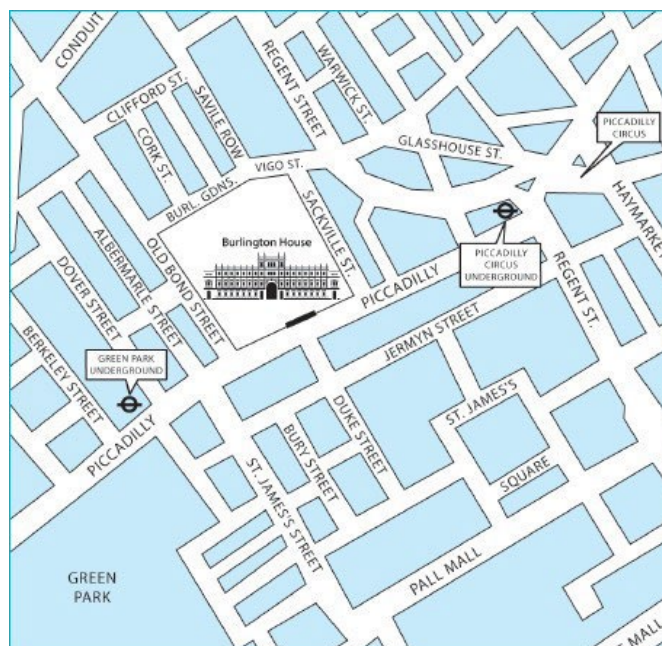 CONDUIT
REGENT STREET
WARWICK ST.
CLIFFORD ST.
SAVILE ROW
CORK ST.
GLASSHOUSE ST.
PICCADILLY
CIRCUS
VIGO ST.
BURL. GDNS.
SACKVILLE ST.
HAYMARKET
ALBERMARLE STREET
OLD BOND STREET
Burlington House
DOVER STREET
PICCADILLY
PICCADILLY
CIRCUS
UNDERGROUND
REGENT ST.
BERKELEY STREET
GREEN PARK
UNDERGROUND
JERMYN STREET
PICCADILLY
DUKE STREET
BURY STREET
ST. JAMES'S
SQUARE
ST. JAMES'S STREET
PALL MALL
GREEN
PARK
MALL